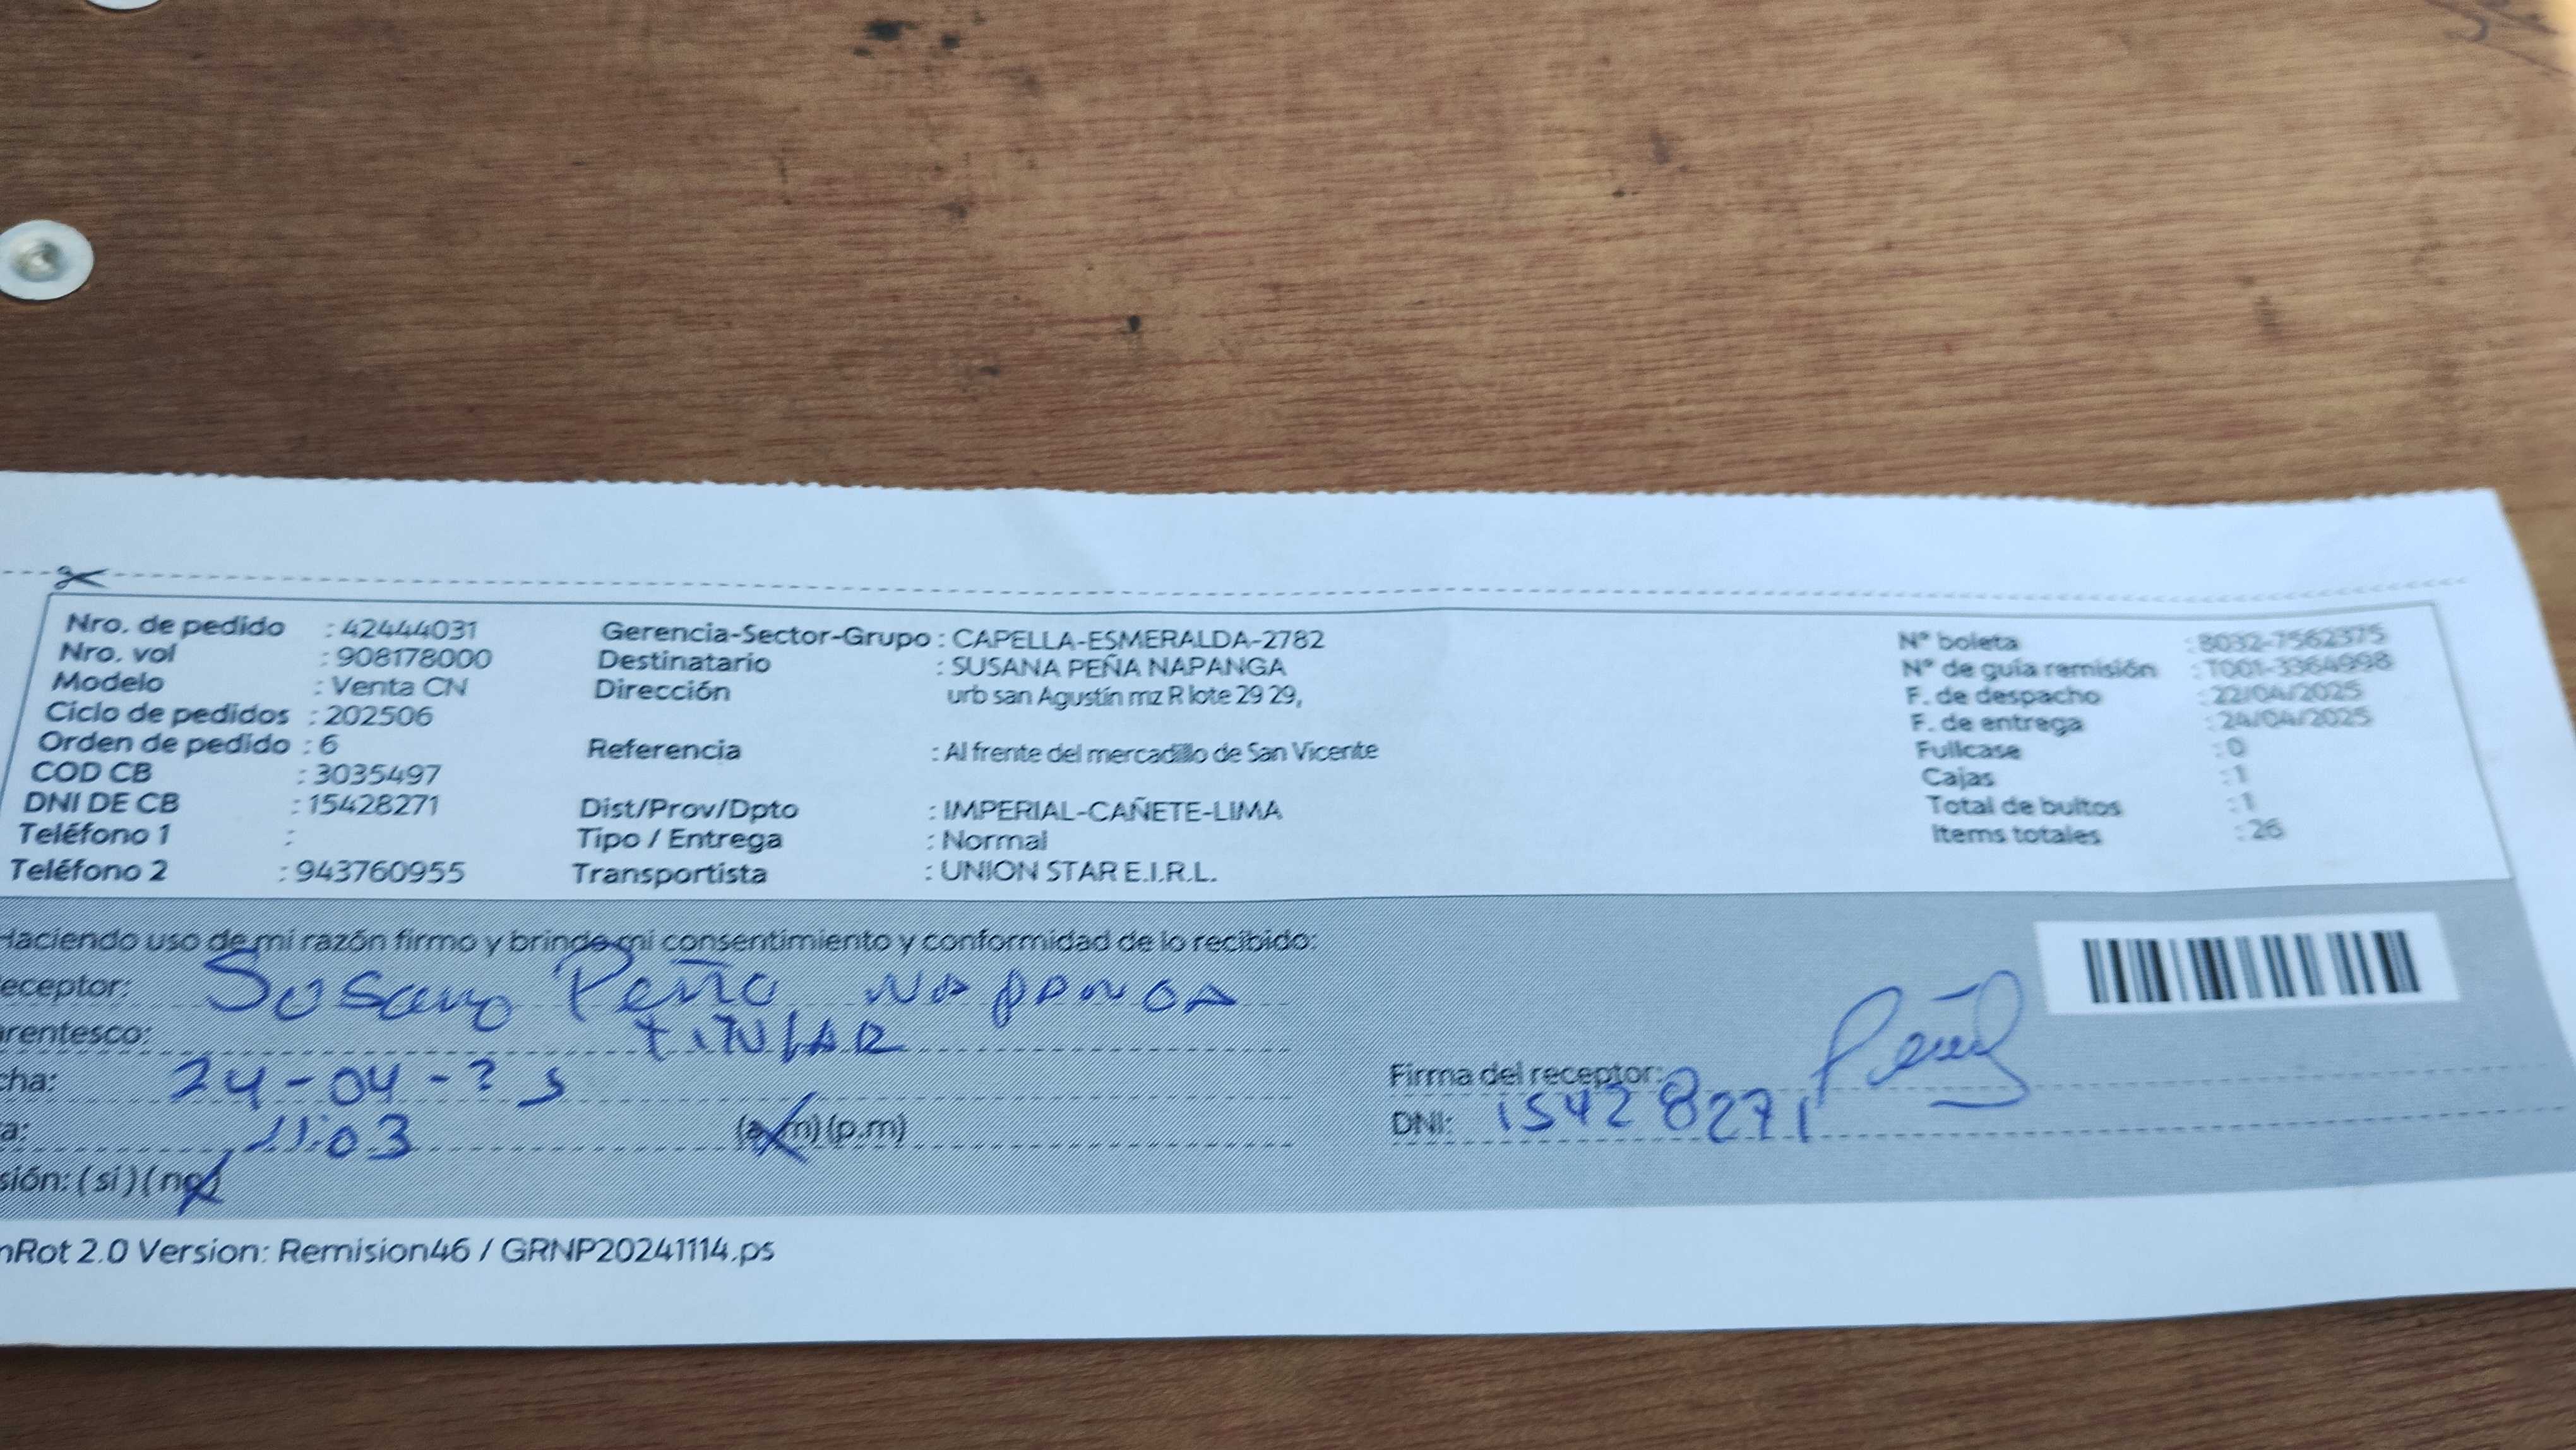 Nro. de pedido : 42444031
Nro. vol : 908178000
Modelo : Venta CN
Ciclo de pedidos : 202506
Orden de pedido : 6
COD CB : 3035497
DNI DE CB : 15428271
Teléfono 1 :
Teléfono 2 : 943760955
Gerencia-Sector-Grupo : CAPELLA-ESMERALDA-2782
Destinatario : SUSANA PEÑA NAPANGA
Dirección urb san Agustín mz R lote 29 29,
Referencia : Al frente del mercadillo de San Vicente
Dist/Prov/Dpto : IMPERIAL-CAÑETE-LIMA
Tipo / Entrega : Normal
Transportista : UNION STAR E.I.R.L.
N° boleta : 8032-7562375
N° de guía remisión : T001-3364998
F. de despacho : 22/04/2025
F. de entrega : 24/04/2025
Fullcase : 0
Cajas : 1
Total de bultos : 1
Items totales : 26
Haciendo uso de mi razón firmo y brindo mi consentimiento y conformidad de lo recibido:
eceptor: Susana Peña Napanga
rentesco: TITULAR
cha: 24-04-25
a: 11:03 (a.m) (p.m)
sión: (si) (no)
Firma del receptor: Peña
DNI: 15428271
nRot 2.0 Version: Remision46 / GRNP20241114.ps